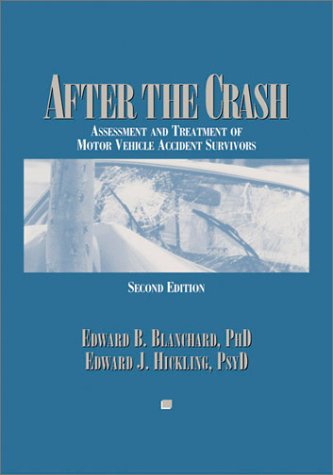 AFTER THE CRASH
ASSESSMENT AND TREATMENT OF
MOTOR VEHICLE ACCIDENT SURVIVORS
SECOND EDITION
EDWARD B. BLANCHARD, PHD
EDWARD J. HICKLING, PSYD